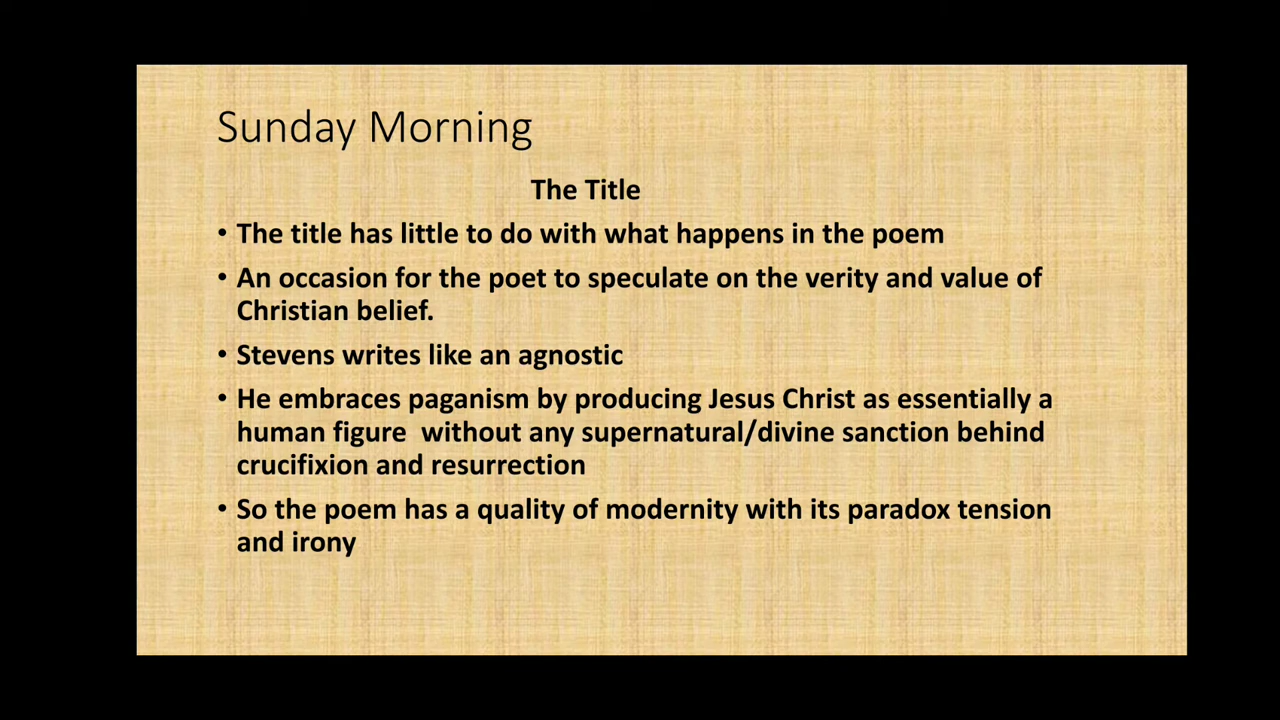 Sunday Morning
The Title
• The title has little to do with what happens in the poem
• An occasion for the poet to speculate on the verity and value of
Christian belief.
• Stevens writes like an agnostic
• He embraces paganism by producing Jesus Christ as essentially a
human figure  without any supernatural/divine sanction behind
crucifixion and resurrection
• So the poem has a quality of modernity with its paradox tension
and irony